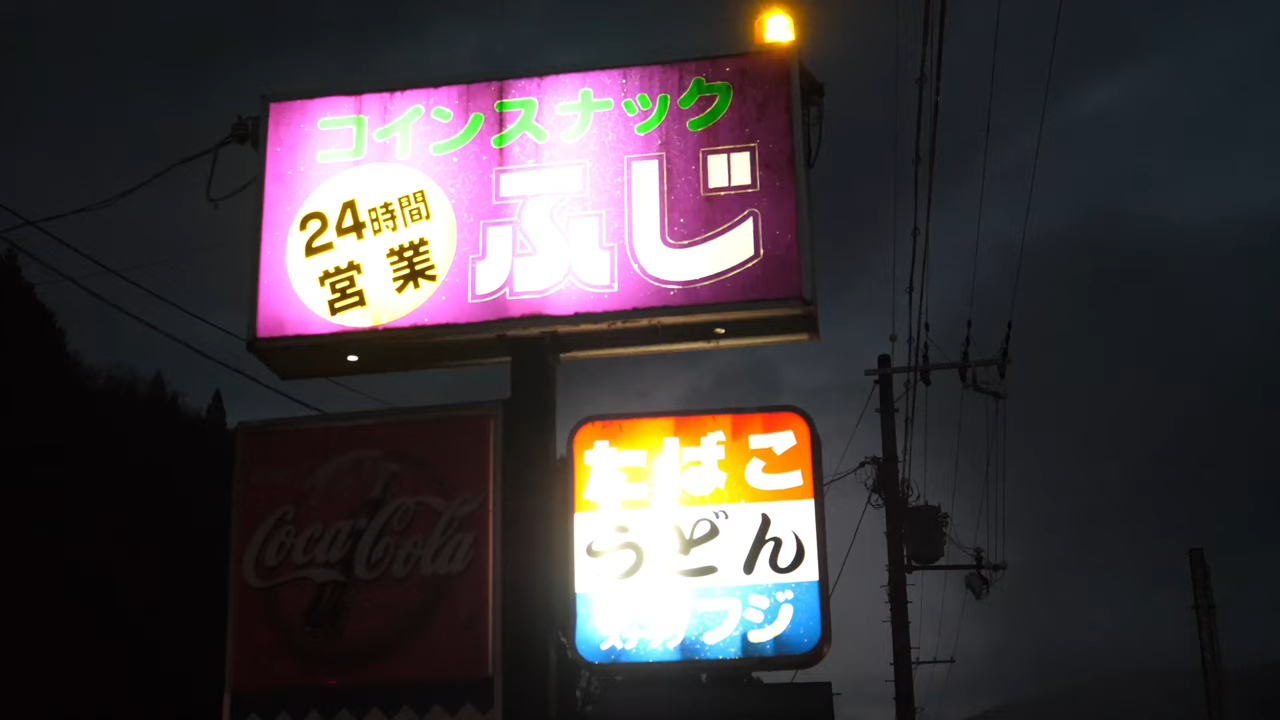 コインスナック
ふじ
24時間
営業
Coca-Cola
たばこ
うどん
フジ